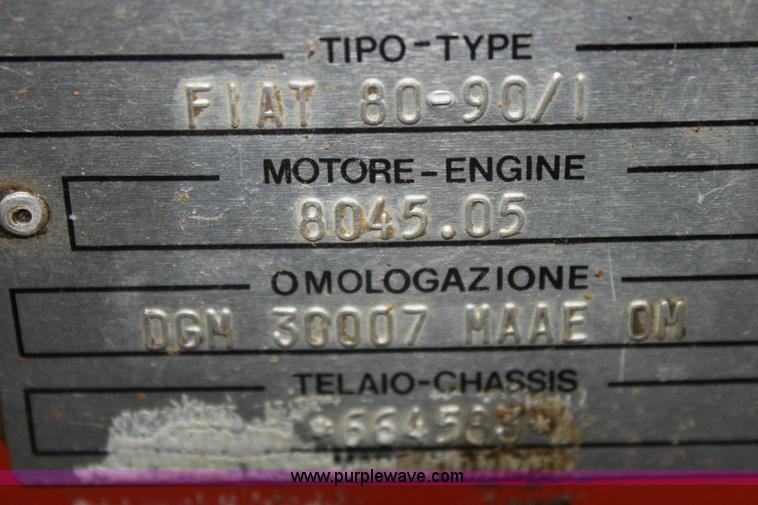 TIPO-TYPE
FIAT 80-90/1
MOTORE-ENGINE
8045.05
OMOLOGAZIONE
DGM 30007 MAAE OM
TELAIO-CHASSIS
*664583*
www.purplewave.com